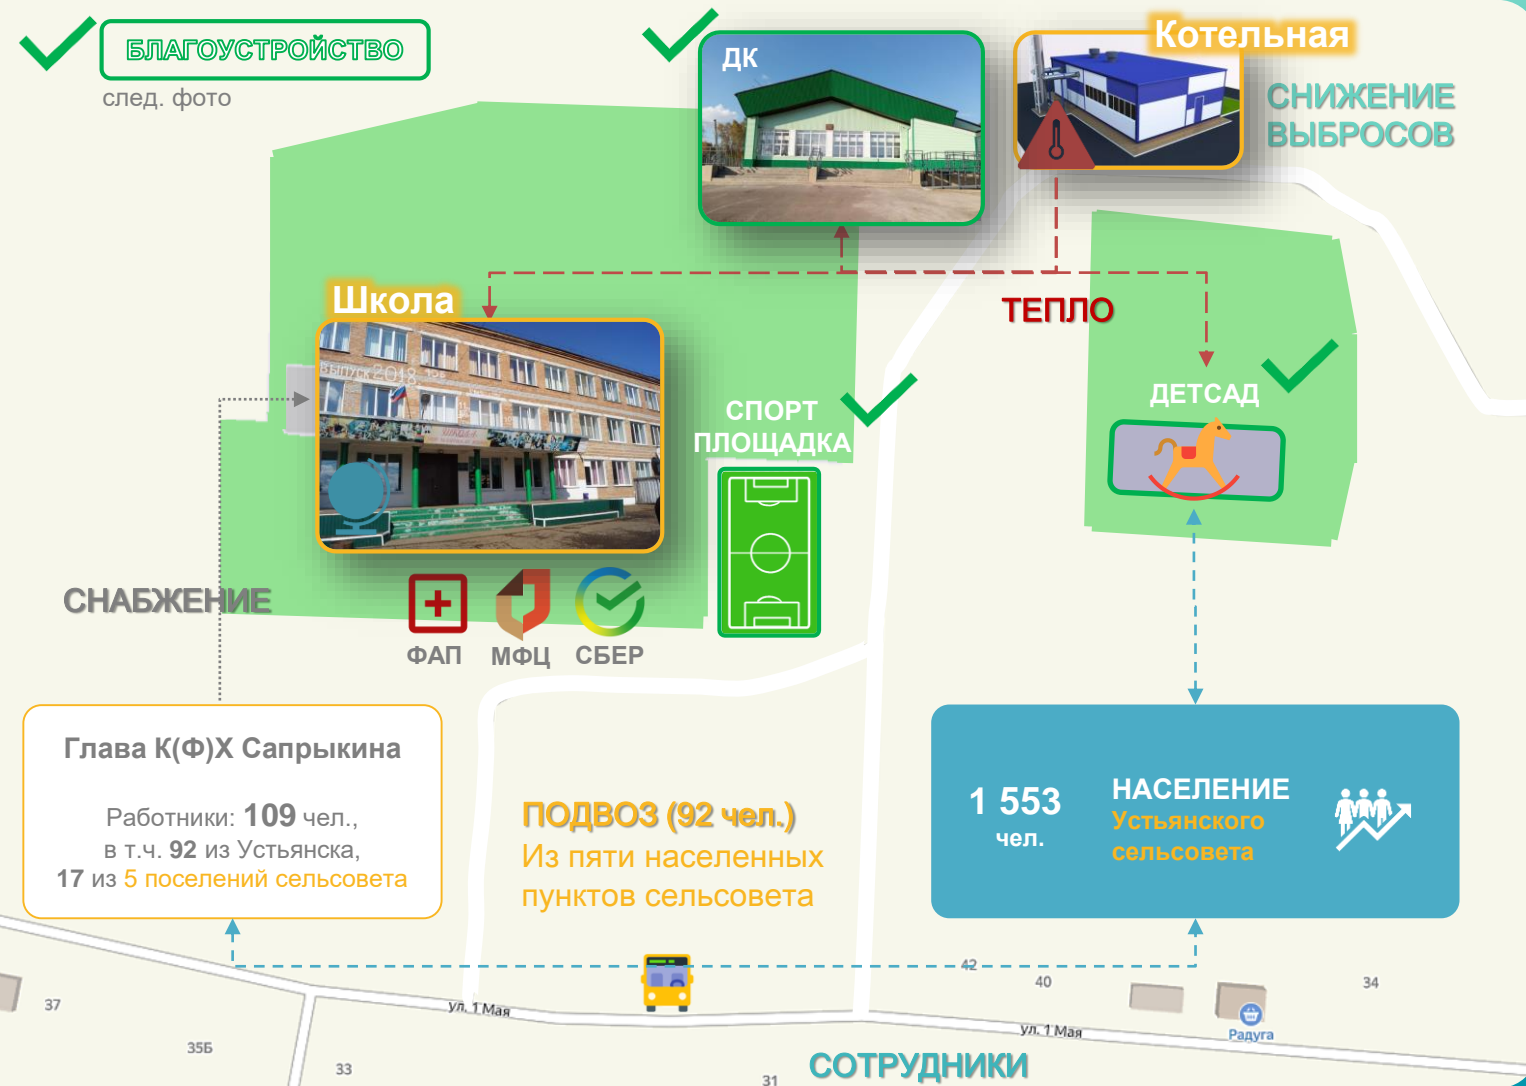 БЛАГОУСТРОЙСТВО
след. фото
ДК
Котельная
СНИЖЕНИЕ
ВЫБРОСОВ
ТЕПЛО
Школа
ВЫПУСК 2018
СПОРТ
ПЛОЩАДКА
ДЕТСАД
СНАБЖЕНИЕ
ФАП
МФЦ
СБЕР
Глава К(Ф)Х Сапрыкина
Работники: 109 чел.,
в т.ч. 92 из Устьянска,
17 из 5 поселений сельсовета
ПОДВОЗ (92 чел.)
Из пяти населенных
пунктов сельсовета
1 553
чел.
НАСЕЛЕНИЕ
Устьянского
сельсовета
42
40
34
37
ул. 1 Мая
ул. 1 Мая
Радуга
35Б
33
31
СОТРУДНИКИ